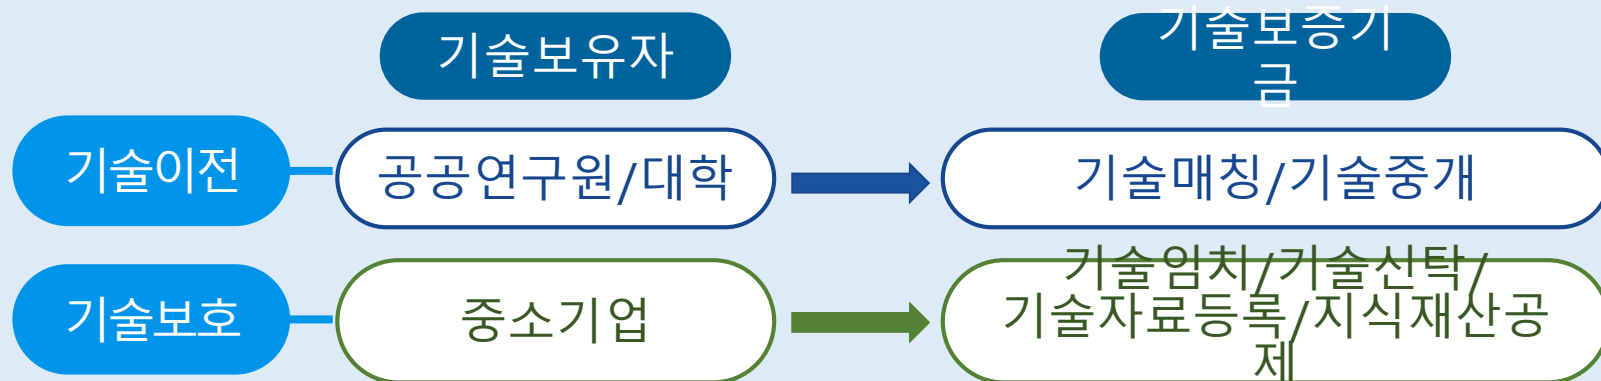 기술보유자
기술보증기
금
기술이전
공공연구원/대학
기술매칭/기술중개
기술보호
중소기업
기술임치/기술신탁/
기술자료등록/지식재산공
제